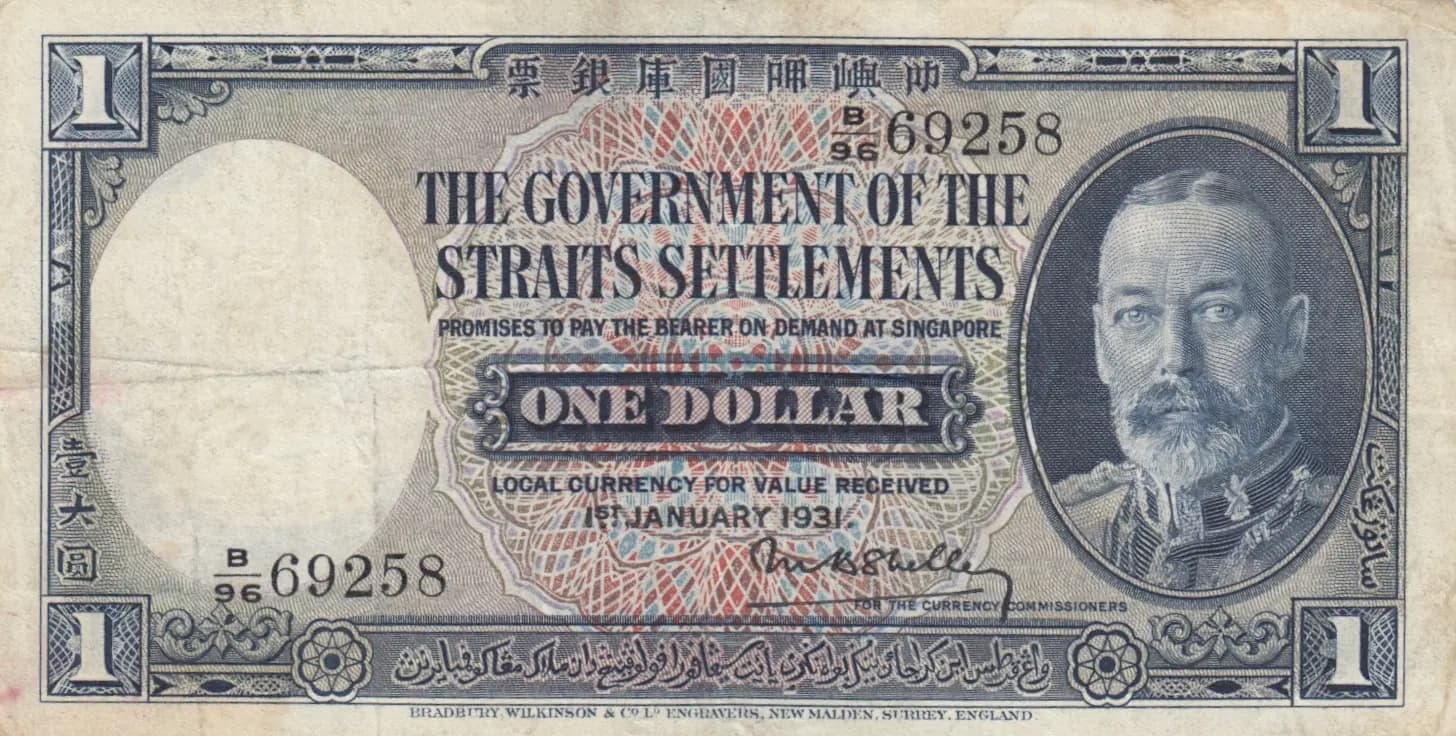 1
叻嶼呷國庫銀票
1
B/96 69258
THE GOVERNMENT OF THE
STRAITS SETTLEMENTS
PROMISES TO PAY THE BEARER ON DEMAND AT SINGAPORE
ONE DOLLAR
LOCAL CURRENCY FOR VALUE RECEIVED
1ST JANUARY 1931.
壹大圓
B/96 69258
FOR THE CURRENCY COMMISSIONERS
1
1
BRADBURY, WILKINSON & Co Ld ENGRAVERS, NEW MALDEN, SURREY, ENGLAND